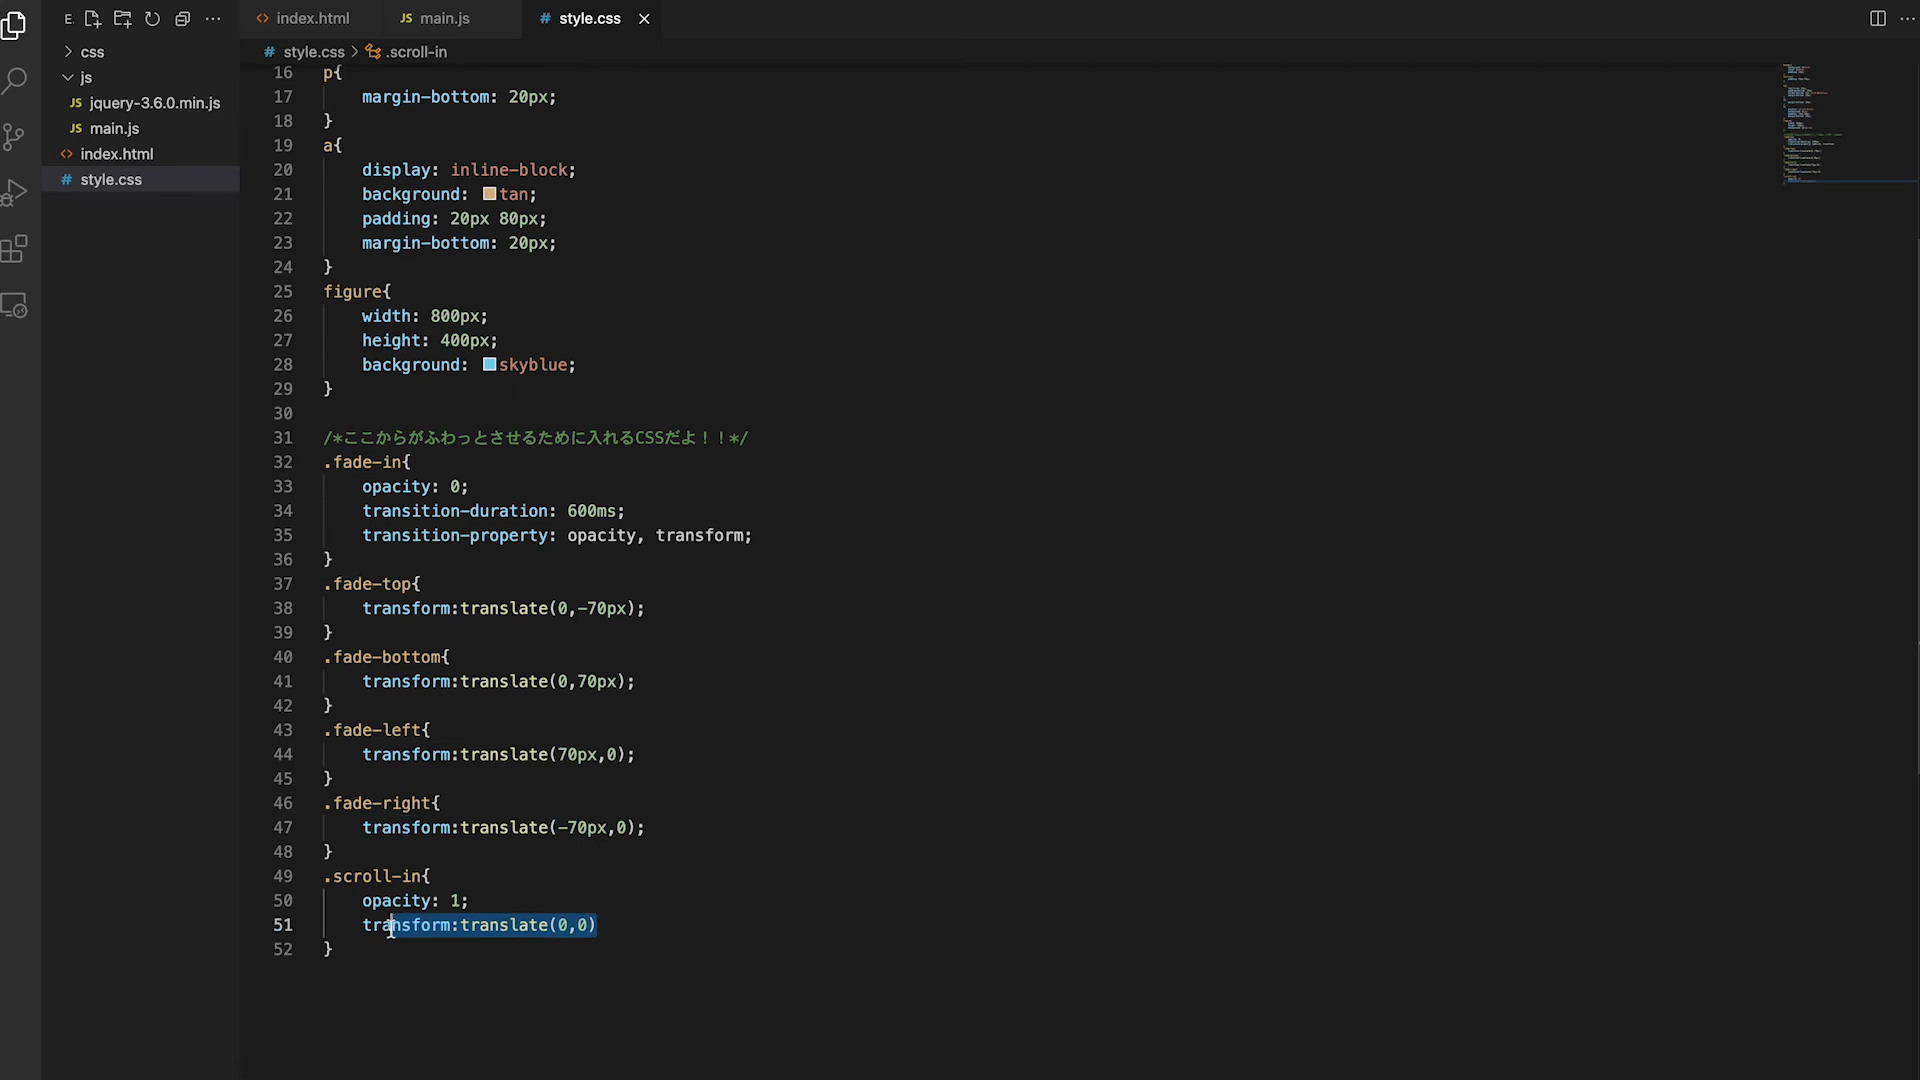 E
index.html
main.js
style.css
style.css > .scroll-in
css
js
JS jquery-3.6.0.min.js
JS main.js
<> index.html
# style.css
16 p{
17 margin-bottom: 20px;
18 }
19 a{
20 display: inline-block;
21 background: tan;
22 padding: 20px 80px;
23 margin-bottom: 20px;
24 }
25 figure{
26 width: 800px;
27 height: 400px;
28 background: skyblue;
29 }
30
31 /*ここからがふわっとさせるために入れるCSSだよ！！*/
32 .fade-in{
33 opacity: 0;
34 transition-duration: 600ms;
35 transition-property: opacity, transform;
36 }
37 .fade-top{
38 transform:translate(0,-70px);
39 }
40 .fade-bottom{
41 transform:translate(0,70px);
42 }
43 .fade-left{
44 transform:translate(70px,0);
45 }
46 .fade-right{
47 transform:translate(-70px,0);
48 }
49 .scroll-in{
50 opacity: 1;
51 transform:translate(0,0)
52 }